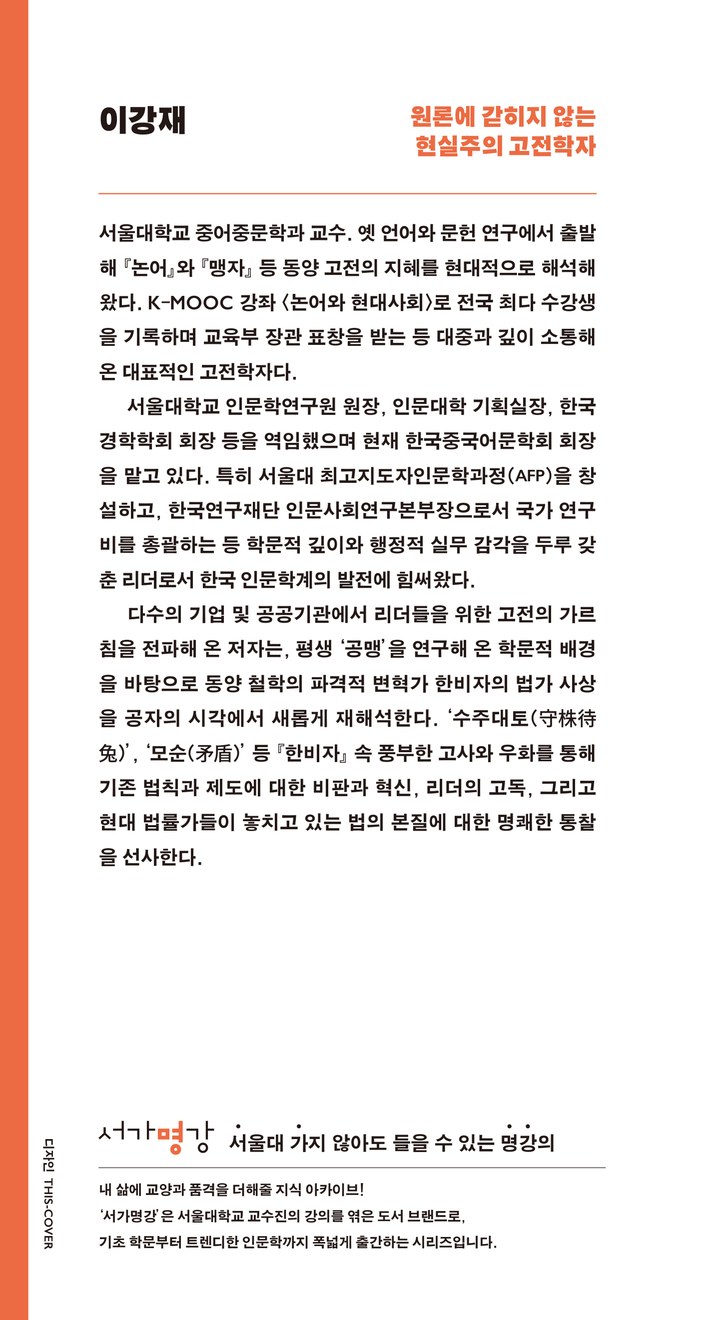 이강재
원론에 갇히지 않는
현실주의 고전학자
서울대학교 중어중문학과 교수. 옛 언어와 문헌 연구에서 출발
해 『논어』와 『맹자』 등 동양 고전의 지혜를 현대적으로 해석해
왔다. K-MOOC 강좌 〈논어와 현대사회〉로 전국 최다 수강생
을 기록하며 교육부 장관 표창을 받는 등 대중과 깊이 소통해
온 대표적인 고전학자다.
서울대학교 인문학연구원 원장, 인문대학 기획실장, 한국
경학학회 회장 등을 역임했으며 현재 한국중국어문학회 회장
을 맡고 있다. 특히 서울대 최고지도자인문학과정(AFP)을 창
설하고, 한국연구재단 인문사회연구본부장으로서 국가 연구
비를 총괄하는 등 학문적 깊이와 행정적 실무 감각을 두루 갖
춘 리더로서 한국 인문학계의 발전에 힘써왔다.
다수의 기업 및 공공기관에서 리더들을 위한 고전의 가르
침을 전파해 온 저자는, 평생 ‘공맹’을 연구해 온 학문적 배경
을 바탕으로 동양 철학의 파격적 변혁가 한비자의 법가 사상
을 공자의 시각에서 새롭게 재해석한다. ‘수주대토(守株待
兔)’, ‘모순(矛盾)’ 등 『한비자』 속 풍부한 고사와 우화를 통해
기존 법칙과 제도에 대한 비판과 혁신, 리더의 고독, 그리고
현대 법률가들이 놓치고 있는 법의 본질에 대한 명쾌한 통찰
을 선사한다.
서가명강 서울대 가지 않아도 들을 수 있는 명강의
내 삶에 교양과 품격을 더해줄 지식 아카이브!
‘서가명강’은 서울대학교 교수진의 강의를 엮은 도서 브랜드로,
기초 학문부터 트렌디한 인문학까지 폭넓게 출간하는 시리즈입니다.
디자인 THIS-COVER